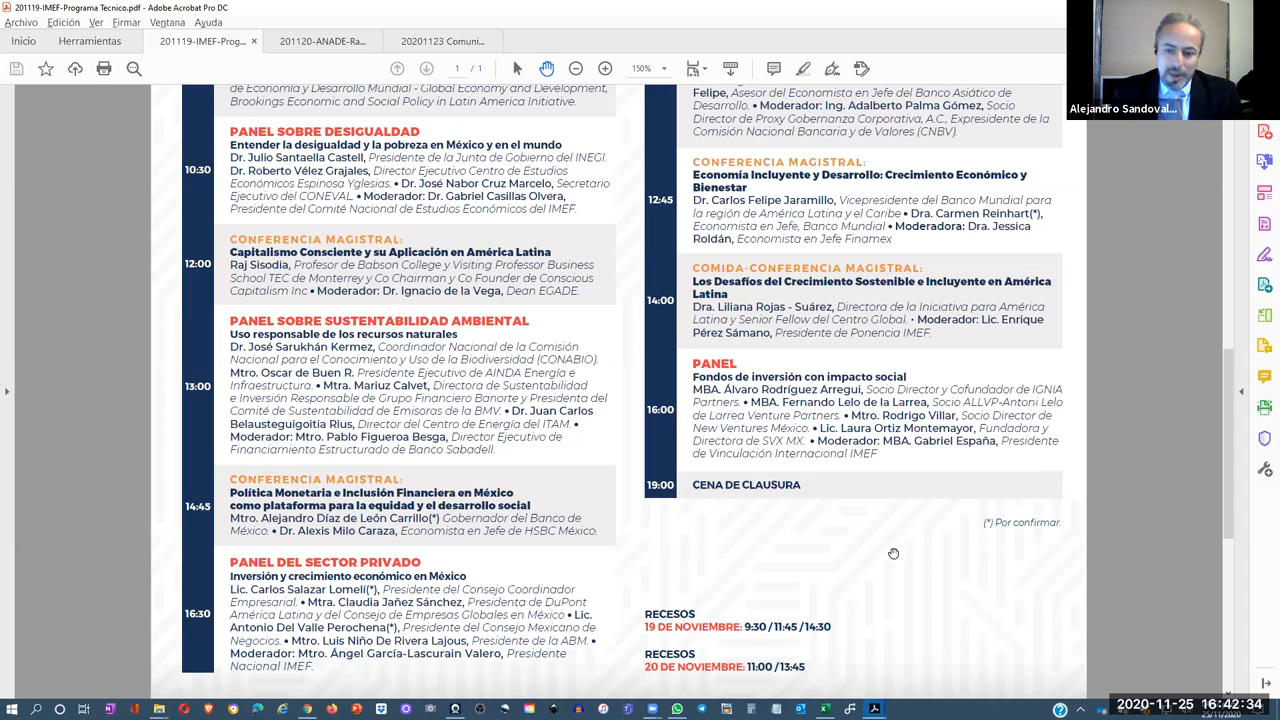 201119-IMEF-Programa Tecnico.pdf - Adobe Acrobat Pro DC
Archivo Edición Ver Firmar Ventana Ayuda
Inicio Herramientas 201119-IMEF-Prog... × 201120-ANADE-Ra... 20201123 Comuni...
1 / 1 150%
Alejandro Sandoval...
de Economía y Desarrollo Mundial - Global Economy and Development,
Brookings Economic and Social Policy in Latin America Initiative.
10:30
PANEL SOBRE DESIGUALDAD
Entender la desigualdad y la pobreza en México y en el mundo
Dr. Julio Santaella Castell, Presidente de la Junta de Gobierno del INEGI.
Dr. Roberto Vélez Grajales, Director Ejecutivo Centro de Estudios
Económicos Espinosa Yglesias. • Dr. José Nabor Cruz Marcelo, Secretario
Ejecutivo del CONEVAL • Moderador: Dr. Gabriel Casillas Olvera,
Presidente del Comité Nacional de Estudios Económicos del IMEF.
12:00
CONFERENCIA MAGISTRAL:
Capitalismo Consciente y su Aplicación en América Latina
Raj Sisodia, Profesor de Babson College y Visiting Professor Business
School TEC de Monterrey y Co Chairman y Co Founder de Conscious
Capitalism Inc • Moderador: Dr. Ignacio de la Vega, Dean EGADE.
13:00
PANEL SOBRE SUSTENTABILIDAD AMBIENTAL
Uso responsable de los recursos naturales
Dr. José Sarukhán Kermez, Coordinador Nacional de la Comisión
Nacional para el Conocimiento y Uso de la Biodiversidad (CONABIO).
Mtro. Oscar de Buen R. Presidente Ejecutivo de AINDA Energía e
Infraestructura. • Mtra. Mariuz Calvet, Directora de Sustentabilidad
e Inversión Responsable de Grupo Financiero Banorte y Presidenta del
Comité de Sustentabilidad de Emisoras de la BMV. • Dr. Juan Carlos
Belausteguigoitia Rius, Director del Centro de Energía del ITAM. •
Moderador: Mtro. Pablo Figueroa Besga, Director Ejecutivo de
Financiamiento Estructurado de Banco Sabadell.
14:45
CONFERENCIA MAGISTRAL:
Política Monetaria e Inclusión Financiera en México
como plataforma para la equidad y el desarrollo social
Mtro. Alejandro Díaz de León Carrillo(*) Gobernador del Banco de
México. • Dr. Alexis Milo Caraza, Economista en Jefe de HSBC México.
16:30
PANEL DEL SECTOR PRIVADO
Inversión y crecimiento económico en México
Lic. Carlos Salazar Lomelí(*), Presidente del Consejo Coordinador
Empresarial. • Mtra. Claudia Jañez Sánchez, Presidenta de DuPont
América Latina y del Consejo de Empresas Globales en México • Lic.
Antonio Del Valle Perochena(*), Presidente del Consejo Mexicano de
Negocios. • Mtro. Luis Niño De Rivera Lajous, Presidente de la ABM. •
Moderador: Mtro. Ángel García-Lascurain Valero, Presidente
Nacional IMEF.
Felipe, Asesor del Economista en Jefe del Banco Asiático de
Desarrollo. • Moderador: Ing. Adalberto Palma Gómez, Socio
Director de Proxy Gobernanza Corporativa, A.C., Expresidente de la
Comisión Nacional Bancaria y de Valores (CNBV).
12:45
CONFERENCIA MAGISTRAL:
Economía Incluyente y Desarrollo: Crecimiento Económico y
Bienestar
Dr. Carlos Felipe Jaramillo, Vicepresidente del Banco Mundial para
la región de América Latina y el Caribe • Dra. Carmen Reinhart(*),
Economista en Jefe, Banco Mundial • Moderadora: Dra. Jessica
Roldán, Economista en Jefe Finamex
14:00
COMIDA-CONFERENCIA MAGISTRAL:
Los Desafíos del Crecimiento Sostenible e Incluyente en América
Latina
Dra. Liliana Rojas - Suárez, Directora de la Iniciativa para América
Latina y Senior Fellow del Centro Global. • Moderador: Lic. Enrique
Pérez Sámano, Presidente de Ponencia IMEF.
16:00
PANEL
Fondos de inversión con impacto social
MBA. Álvaro Rodríguez Arregui, Socio Director y Cofundador de IGNIA
Partners. • MBA. Fernando Lelo de la Larrea, Socio ALLVP-Antoni Lelo
de Larrea Venture Partners. • Mtro. Rodrigo Villar, Socio Director de
New Ventures México. • Lic. Laura Ortiz Montemayor, Fundadora y
Directora de SVX MX. • Moderador: MBA. Gabriel España, Presidente
de Vinculación Internacional IMEF
19:00
CENA DE CLAUSURA
(*) Por confirmar.
RECESOS
19 DE NOVIEMBRE: 9:30 / 11:45 / 14:30
RECESOS
20 DE NOVIEMBRE: 11:00 / 13:45
2020-11-25 16:42:34
25/11/2020